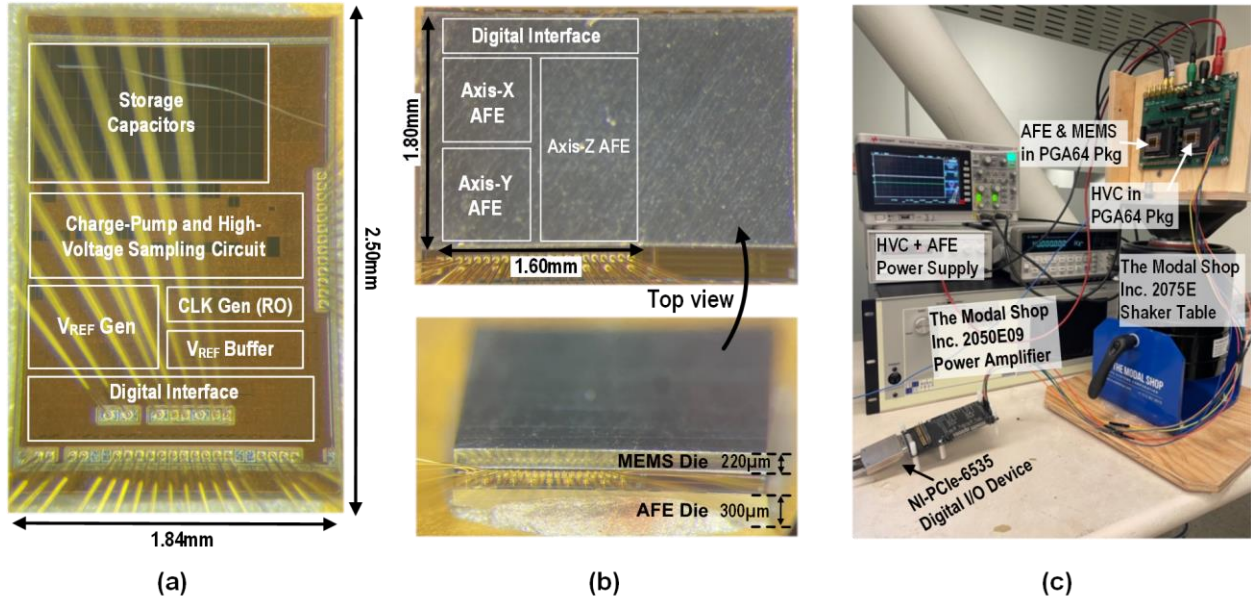 Storage
Capacitors
Charge-Pump and High-
Voltage Sampling Circuit
VREF Gen
CLK Gen (RO)
VREF Buffer
Digital Interface
2.50mm
1.84mm
(a)
Digital Interface
Axis-X
AFE
Axis-Z AFE
Axis-Y
AFE
1.80mm
1.60mm
Top view
MEMS Die 220µm
AFE Die 300µm
(b)
AFE & MEMS
in PGA64 Pkg
HVC in
PGA64 Pkg
HVC + AFE
Power Supply
The Modal Shop
Inc. 2075E
Shaker Table
The Modal Shop
Inc. 2050E09
Power Amplifier
THE MODAL SHOP
NI-PCIe-6535
Digital I/O Device
(c)